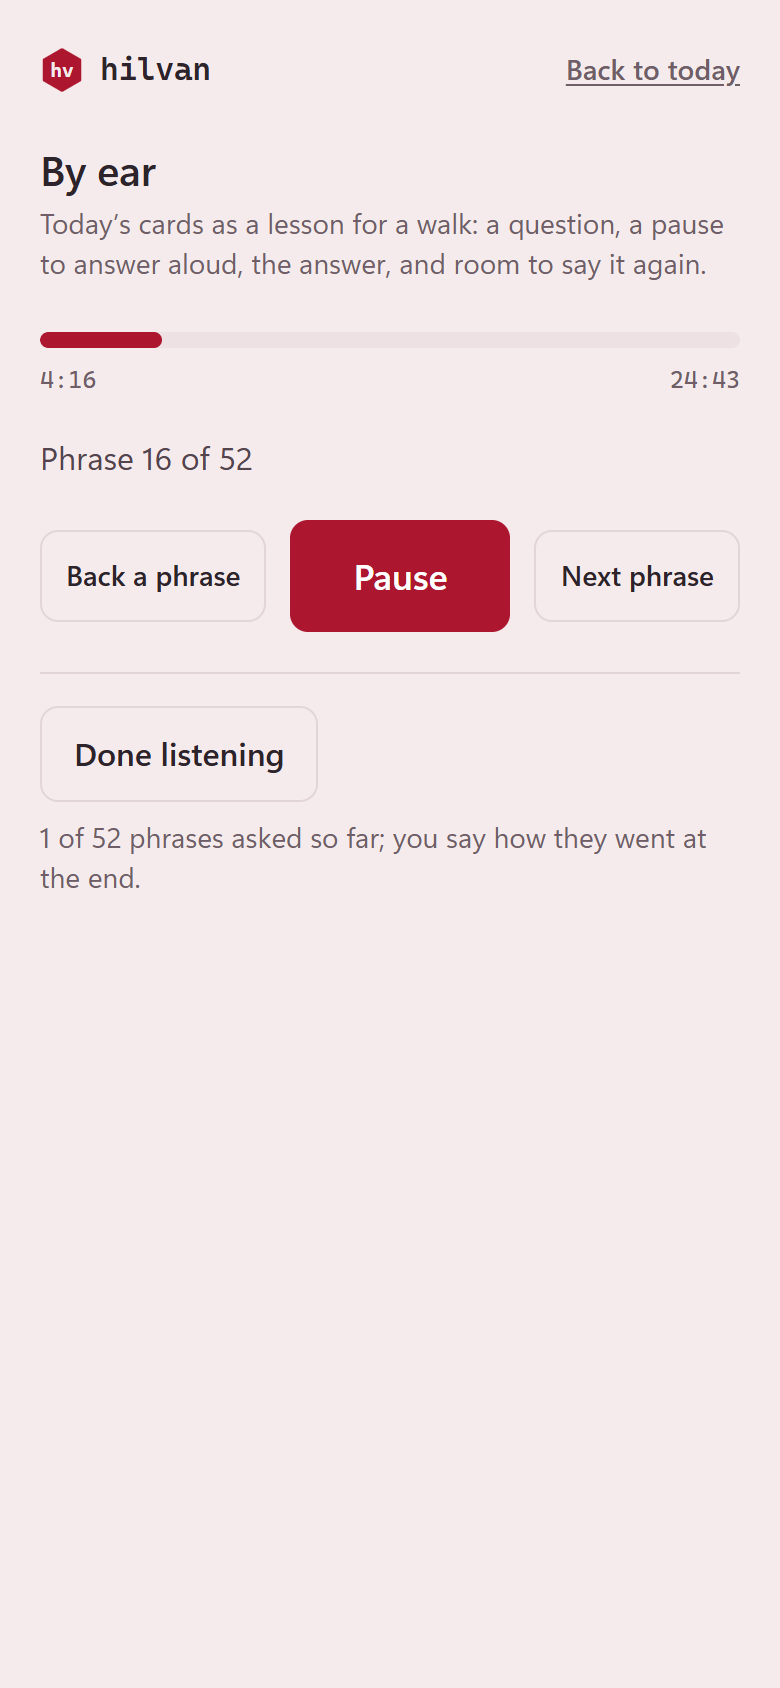 hv hilvan
Back to today
By ear
Today’s cards as a lesson for a walk: a question, a pause
to answer aloud, the answer, and room to say it again.
4:16
24:43
Phrase 16 of 52
Back a phrase
Pause
Next phrase
Done listening
1 of 52 phrases asked so far; you say how they went at
the end.